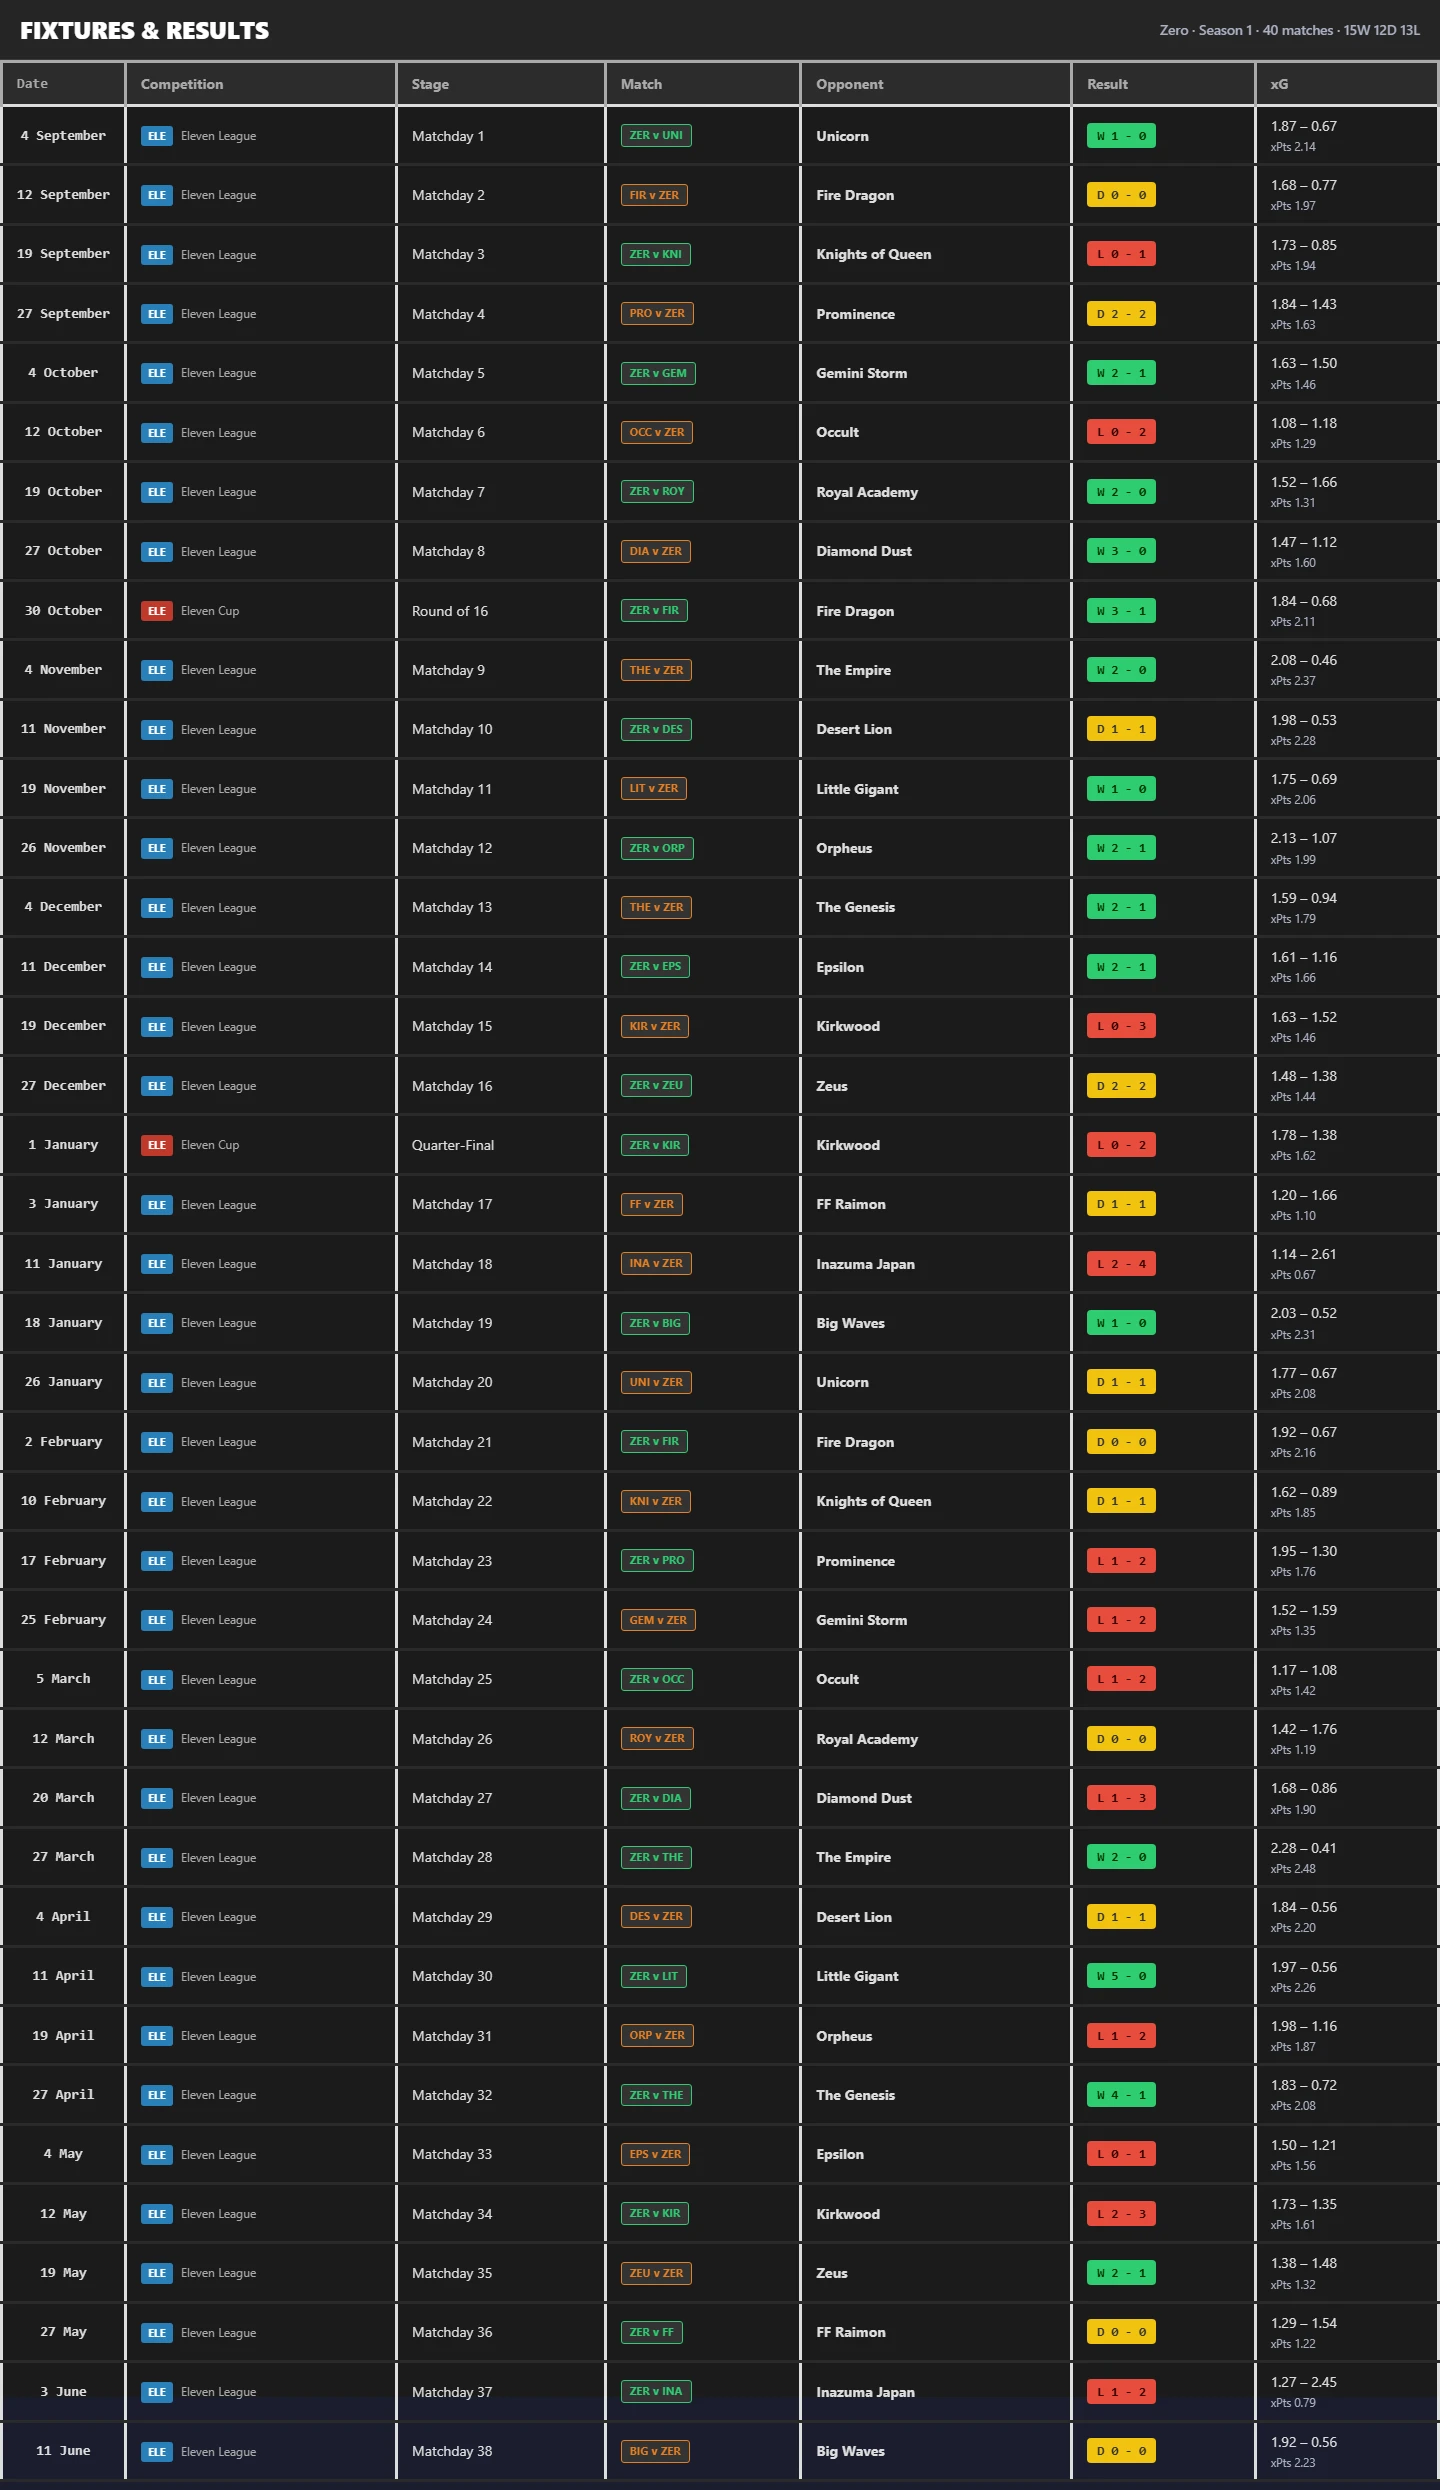 FIXTURES & RESULTS
Zero · Season 1 · 40 matches · 15W 12D 13L
Date Competition Stage Match Opponent Result xG
4 September ELE Eleven League Matchday 1 ZER v UNI Unicorn W 1 - 0 1.87 – 0.67
xPts 2.14
12 September ELE Eleven League Matchday 2 FIR v ZER Fire Dragon D 0 - 0 1.68 – 0.77
xPts 1.97
19 September ELE Eleven League Matchday 3 ZER v KNI Knights of Queen L 0 - 1 1.73 – 0.85
xPts 1.94
27 September ELE Eleven League Matchday 4 PRO v ZER Prominence D 2 - 2 1.84 – 1.43
xPts 1.63
4 October ELE Eleven League Matchday 5 ZER v GEM Gemini Storm W 2 - 1 1.63 – 1.50
xPts 1.46
12 October ELE Eleven League Matchday 6 OCC v ZER Occult L 0 - 2 1.08 – 1.18
xPts 1.29
19 October ELE Eleven League Matchday 7 ZER v ROY Royal Academy W 2 - 0 1.52 – 1.66
xPts 1.31
27 October ELE Eleven League Matchday 8 DIA v ZER Diamond Dust W 3 - 0 1.47 – 1.12
xPts 1.60
30 October ELE Eleven Cup Round of 16 ZER v FIR Fire Dragon W 3 - 1 1.84 – 0.68
xPts 2.11
4 November ELE Eleven League Matchday 9 THE v ZER The Empire W 2 - 0 2.08 – 0.46
xPts 2.37
11 November ELE Eleven League Matchday 10 ZER v DES Desert Lion D 1 - 1 1.98 – 0.53
xPts 2.28
19 November ELE Eleven League Matchday 11 LIT v ZER Little Gigant W 1 - 0 1.75 – 0.69
xPts 2.06
26 November ELE Eleven League Matchday 12 ZER v ORP Orpheus W 2 - 1 2.13 – 1.07
xPts 1.99
4 December ELE Eleven League Matchday 13 THE v ZER The Genesis W 2 - 1 1.59 – 0.94
xPts 1.79
11 December ELE Eleven League Matchday 14 ZER v EPS Epsilon W 2 - 1 1.61 – 1.16
xPts 1.66
19 December ELE Eleven League Matchday 15 KIR v ZER Kirkwood L 0 - 3 1.63 – 1.52
xPts 1.46
27 December ELE Eleven League Matchday 16 ZER v ZEU Zeus D 2 - 2 1.48 – 1.38
xPts 1.44
1 January ELE Eleven Cup Quarter-Final ZER v KIR Kirkwood L 0 - 2 1.78 – 1.38
xPts 1.62
3 January ELE Eleven League Matchday 17 FF v ZER FF Raimon D 1 - 1 1.20 – 1.66
xPts 1.10
11 January ELE Eleven League Matchday 18 INA v ZER Inazuma Japan L 2 - 4 1.14 – 2.61
xPts 0.67
18 January ELE Eleven League Matchday 19 ZER v BIG Big Waves W 1 - 0 2.03 – 0.52
xPts 2.31
26 January ELE Eleven League Matchday 20 UNI v ZER Unicorn D 1 - 1 1.77 – 0.67
xPts 2.08
2 February ELE Eleven League Matchday 21 ZER v FIR Fire Dragon D 0 - 0 1.92 – 0.67
xPts 2.16
10 February ELE Eleven League Matchday 22 KNI v ZER Knights of Queen D 1 - 1 1.62 – 0.89
xPts 1.85
17 February ELE Eleven League Matchday 23 ZER v PRO Prominence L 1 - 2 1.95 – 1.30
xPts 1.76
25 February ELE Eleven League Matchday 24 GEM v ZER Gemini Storm L 1 - 2 1.52 – 1.59
xPts 1.35
5 March ELE Eleven League Matchday 25 ZER v OCC Occult L 1 - 2 1.17 – 1.08
xPts 1.42
12 March ELE Eleven League Matchday 26 ROY v ZER Royal Academy D 0 - 0 1.42 – 1.76
xPts 1.19
20 March ELE Eleven League Matchday 27 ZER v DIA Diamond Dust L 1 - 3 1.68 – 0.86
xPts 1.90
27 March ELE Eleven League Matchday 28 ZER v THE The Empire W 2 - 0 2.28 – 0.41
xPts 2.48
4 April ELE Eleven League Matchday 29 DES v ZER Desert Lion D 1 - 1 1.84 – 0.56
xPts 2.20
11 April ELE Eleven League Matchday 30 ZER v LIT Little Gigant W 5 - 0 1.97 – 0.56
xPts 2.26
19 April ELE Eleven League Matchday 31 ORP v ZER Orpheus L 1 - 2 1.98 – 1.16
xPts 1.87
27 April ELE Eleven League Matchday 32 ZER v THE The Genesis W 4 - 1 1.83 – 0.72
xPts 2.08
4 May ELE Eleven League Matchday 33 EPS v ZER Epsilon L 0 - 1 1.50 – 1.21
xPts 1.56
12 May ELE Eleven League Matchday 34 ZER v KIR Kirkwood L 2 - 3 1.73 – 1.35
xPts 1.61
19 May ELE Eleven League Matchday 35 ZEU v ZER Zeus W 2 - 1 1.38 – 1.48
xPts 1.32
27 May ELE Eleven League Matchday 36 ZER v FF FF Raimon D 0 - 0 1.29 – 1.54
xPts 1.22
3 June ELE Eleven League Matchday 37 ZER v INA Inazuma Japan L 1 - 2 1.27 – 2.45
xPts 0.79
11 June ELE Eleven League Matchday 38 BIG v ZER Big Waves D 0 - 0 1.92 – 0.56
xPts 2.23